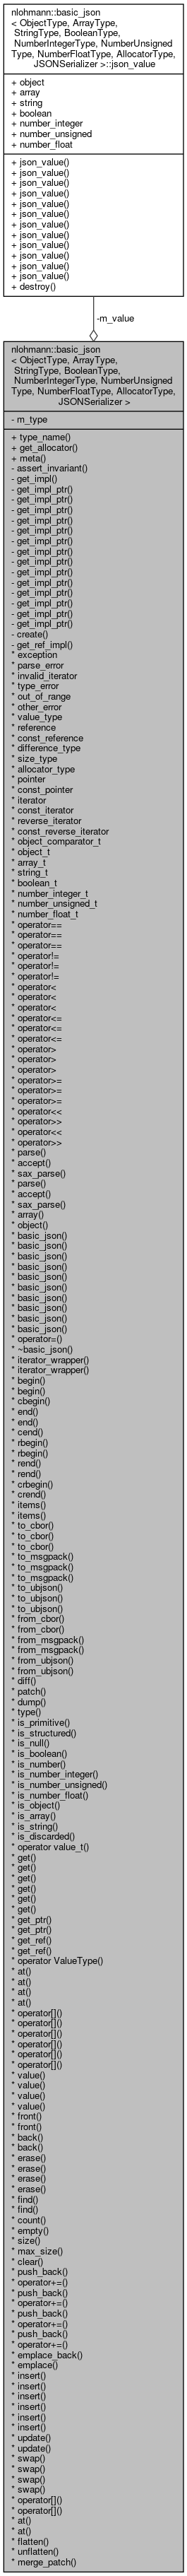 nlohmann::basic_json
< ObjectType, ArrayType,
StringType, BooleanType,
NumberIntegerType, NumberUnsigned
Type, NumberFloatType, AllocatorType,
JSONSerializer >::json_value
+ object
+ array
+ string
+ boolean
+ number_integer
+ number_unsigned
+ number_float
+ json_value()
+ json_value()
+ json_value()
+ json_value()
+ json_value()
+ json_value()
+ json_value()
+ json_value()
+ json_value()
+ json_value()
+ json_value()
+ json_value()
+ destroy()
-m_value
nlohmann::basic_json
< ObjectType, ArrayType,
StringType, BooleanType,
NumberIntegerType, NumberUnsigned
Type, NumberFloatType, AllocatorType,
JSONSerializer >
- m_type
+ type_name()
+ get_allocator()
+ meta()
- assert_invariant()
- get_impl()
- get_impl_ptr()
- get_impl_ptr()
- get_impl_ptr()
- get_impl_ptr()
- get_impl_ptr()
- get_impl_ptr()
- get_impl_ptr()
- get_impl_ptr()
- get_impl_ptr()
- get_impl_ptr()
- get_impl_ptr()
- get_impl_ptr()
- get_impl_ptr()
- get_impl_ptr()
- create()
- get_ref_impl()
* exception
* parse_error
* invalid_iterator
* type_error
* out_of_range
* other_error
* value_type
* reference
* const_reference
* difference_type
* size_type
* allocator_type
* pointer
* const_pointer
* iterator
* const_iterator
* reverse_iterator
* const_reverse_iterator
* object_comparator_t
* object_t
* array_t
* string_t
* boolean_t
* number_integer_t
* number_unsigned_t
* number_float_t
* operator==
* operator==
* operator==
* operator!=
* operator!=
* operator!=
* operator<
* operator<
* operator<
* operator<=
* operator<=
* operator<=
* operator>
* operator>
* operator>
* operator>=
* operator>=
* operator>=
* operator<<
* operator>>
* operator<<
* operator>>
* parse()
* accept()
* sax_parse()
* parse()
* accept()
* sax_parse()
* array()
* object()
* basic_json()
* basic_json()
* basic_json()
* basic_json()
* basic_json()
* basic_json()
* basic_json()
* basic_json()
* basic_json()
* basic_json()
* operator=()
* ~basic_json()
* iterator_wrapper()
* iterator_wrapper()
* begin()
* begin()
* cbegin()
* end()
* end()
* cend()
* rbegin()
* rbegin()
* rend()
* rend()
* crbegin()
* crend()
* items()
* items()
* to_cbor()
* to_cbor()
* to_cbor()
* to_msgpack()
* to_msgpack()
* to_msgpack()
* to_ubjson()
* to_ubjson()
* to_ubjson()
* from_cbor()
* from_cbor()
* from_msgpack()
* from_msgpack()
* from_ubjson()
* from_ubjson()
* diff()
* patch()
* dump()
* type()
* is_primitive()
* is_structured()
* is_null()
* is_boolean()
* is_number()
* is_number_integer()
* is_number_unsigned()
* is_number_float()
* is_object()
* is_array()
* is_string()
* is_discarded()
* operator value_t()
* get()
* get()
* get()
* get()
* get()
* get()
* get_ptr()
* get_ptr()
* get_ref()
* get_ref()
* operator ValueType()
* at()
* at()
* at()
* at()
* operator[]()
* operator[]()
* operator[]()
* operator[]()
* operator[]()
* operator[]()
* value()
* value()
* value()
* value()
* front()
* front()
* back()
* back()
* erase()
* erase()
* erase()
* erase()
* find()
* find()
* count()
* empty()
* size()
* max_size()
* clear()
* push_back()
* operator+=()
* push_back()
* operator+=()
* push_back()
* operator+=()
* push_back()
* operator+=()
* emplace_back()
* emplace()
* insert()
* insert()
* insert()
* insert()
* insert()
* insert()
* update()
* update()
* swap()
* swap()
* swap()
* swap()
* operator[]()
* operator[]()
* at()
* at()
* flatten()
* unflatten()
* merge_patch()